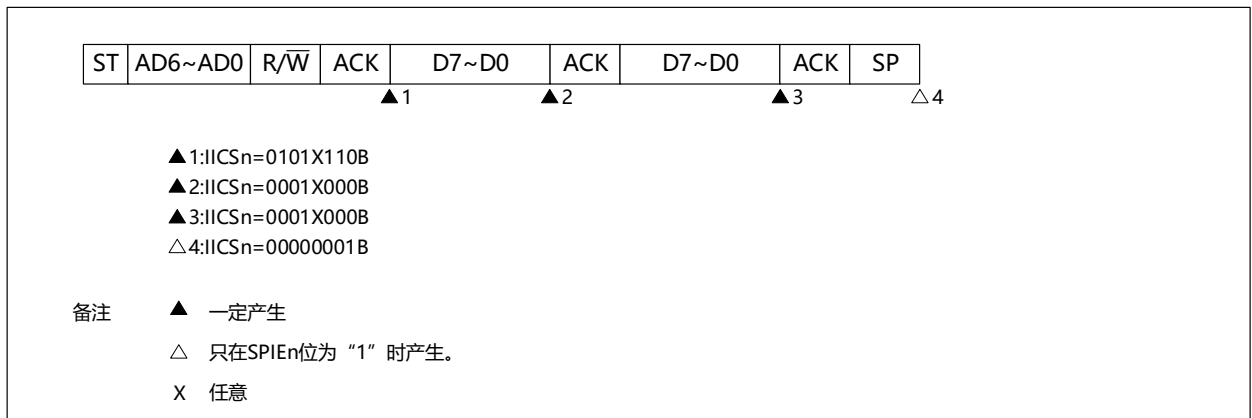 ST AD6~AD0 R/W̅ ACK D7~D0 ACK D7~D0 ACK SP
▲1 ▲2 ▲3 △4
▲1:IICSn=0101X110B
▲2:IICSn=0001X000B
▲3:IICSn=0001X000B
△4:IICSn=00000001B
备注 ▲ 一定产生
△ 只在SPIEn位为“1”时产生。
X 任意